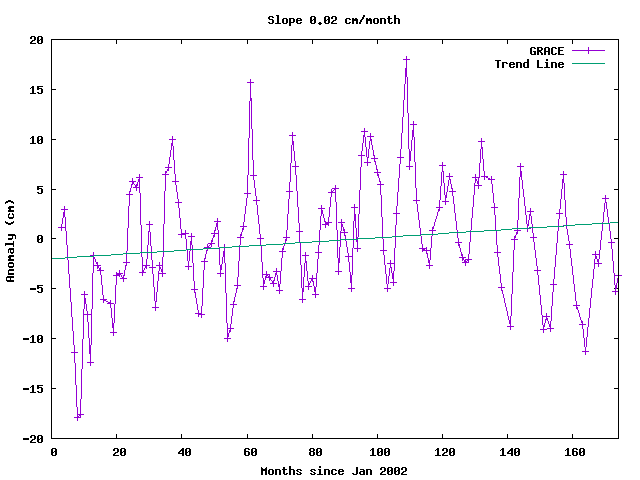 Slope 0.02 cm/month
GRACE
Trend Line
Anomaly (cm)
20
15
10
5
0
-5
-10
-15
-20
0 20 40 60 80 100 120 140 160
Months since Jan 2002